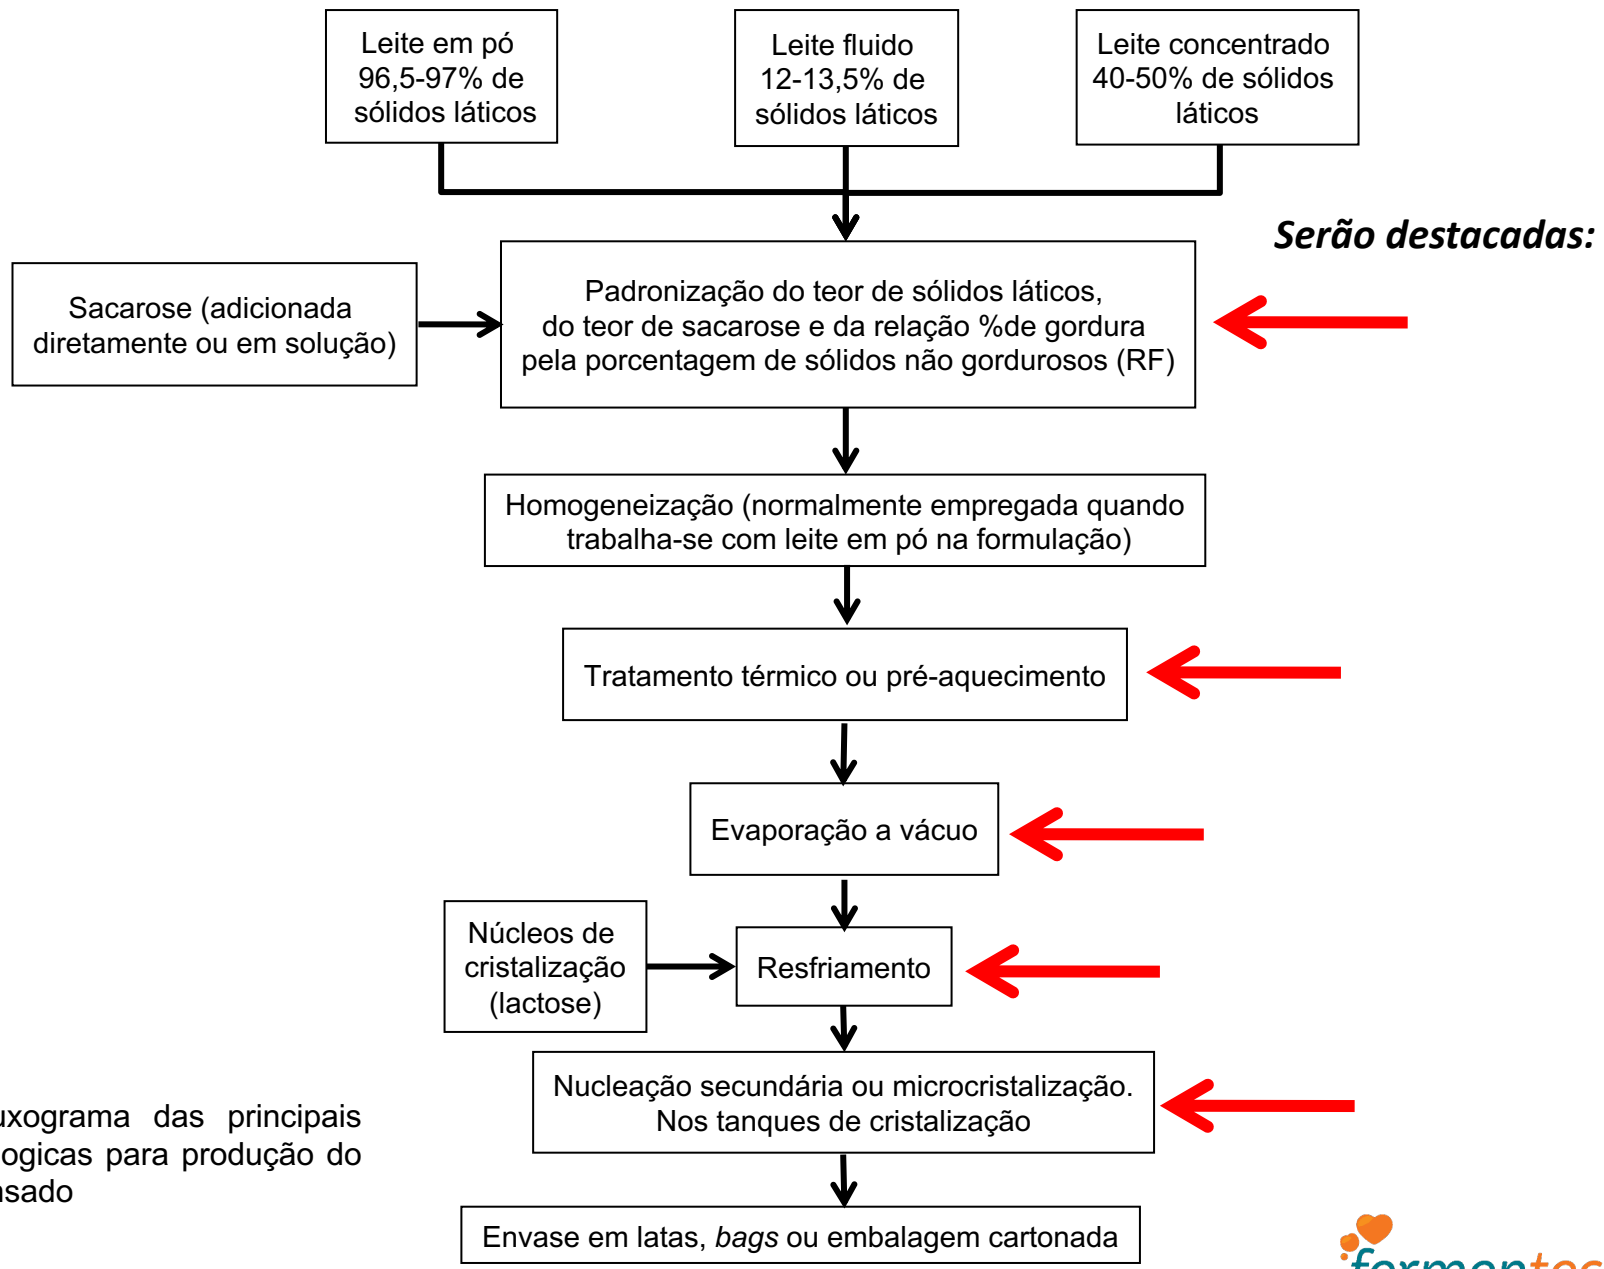 Leite em pó
96,5-97% de
sólidos láticos
Leite fluido
12-13,5% de
sólidos láticos
Leite concentrado
40-50% de sólidos
láticos
Serão destacadas:
Sacarose (adicionada
diretamente ou em solução)
Padronização do teor de sólidos láticos,
do teor de sacarose e da relação %de gordura
pela porcentagem de sólidos não gordurosos (RF)
Homogeneização (normalmente empregada quando
trabalha-se com leite em pó na formulação)
Tratamento térmico ou pré-aquecimento
Evaporação a vácuo
Núcleos de
cristalização
(lactose)
Resfriamento
Nucleação secundária ou microcristalização.
Nos tanques de cristalização
uxograma das principais
logicas para produção do
nsado
Envase em latas, bags ou embalagem cartonada